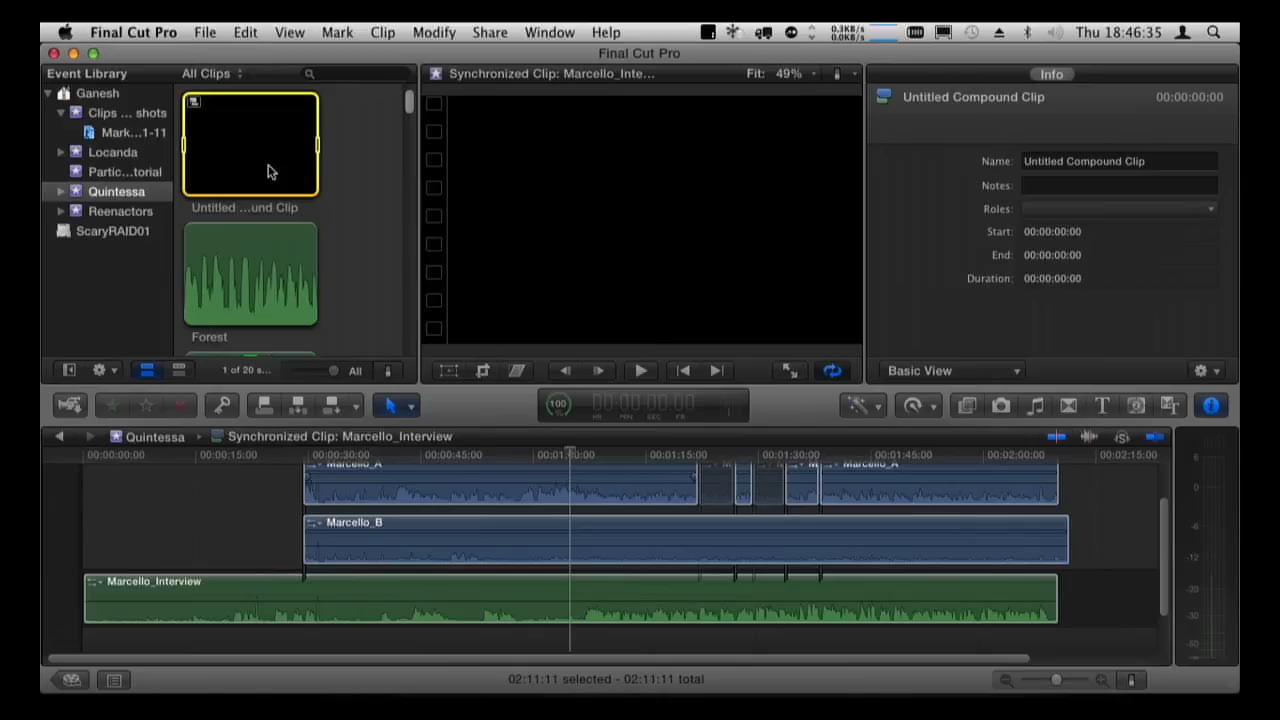 Final Cut Pro File Edit View Mark Clip Modify Share Window Help 0.3KB/s 0.0KB/s Thu 18:46:35
Final Cut Pro
Event Library All Clips
Synchronized Clip: Marcello_Inte... Fit: 49%
Info
Ganesh
Clips ... shots
Mark...1-11
Locanda
Partic...torial
Quintessa
Reenactors
ScaryRAID01
Untitled ...und Clip
Forest
Untitled Compound Clip 00:00:00:00
Name: Untitled Compound Clip
Notes:
Roles:
Start: 00:00:00:00
End: 00:00:00:00
Duration: 00:00:00:00
1 of 20 s... All
Basic View
100 00:00:00:00
HR MIN SEC FR
Quintessa Synchronized Clip: Marcello_Interview
00:00:00:00 00:00:15:00 00:00:30:00 00:00:45:00 00:01:00:00 00:01:15:00 00:01:30:00 00:01:45:00 00:02:00:00 00:02:15:00
Marcello_A M M Marcello_A
Marcello_B
Marcello_Interview
6
0
-6
-12
-20
-30
-50
02:11:11 selected - 02:11:11 total